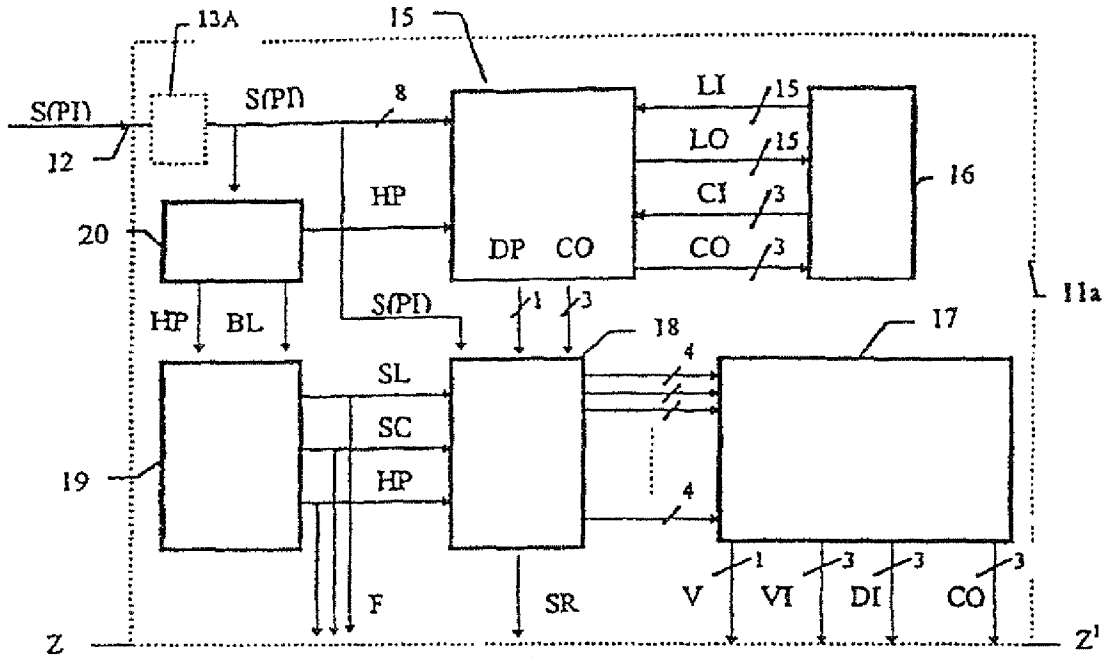 13A
15
S(PI)
S(PI)
8
LI
15
12
LO
15
16
HP
CI
3
20
DP
CO
CO
3
11a
HP
BL
S(PI)
1
3
18
17
SL
4
SC
19
HP
4
1
3
3
3
F
SR
V
VI
DI
CO
Z
Z'